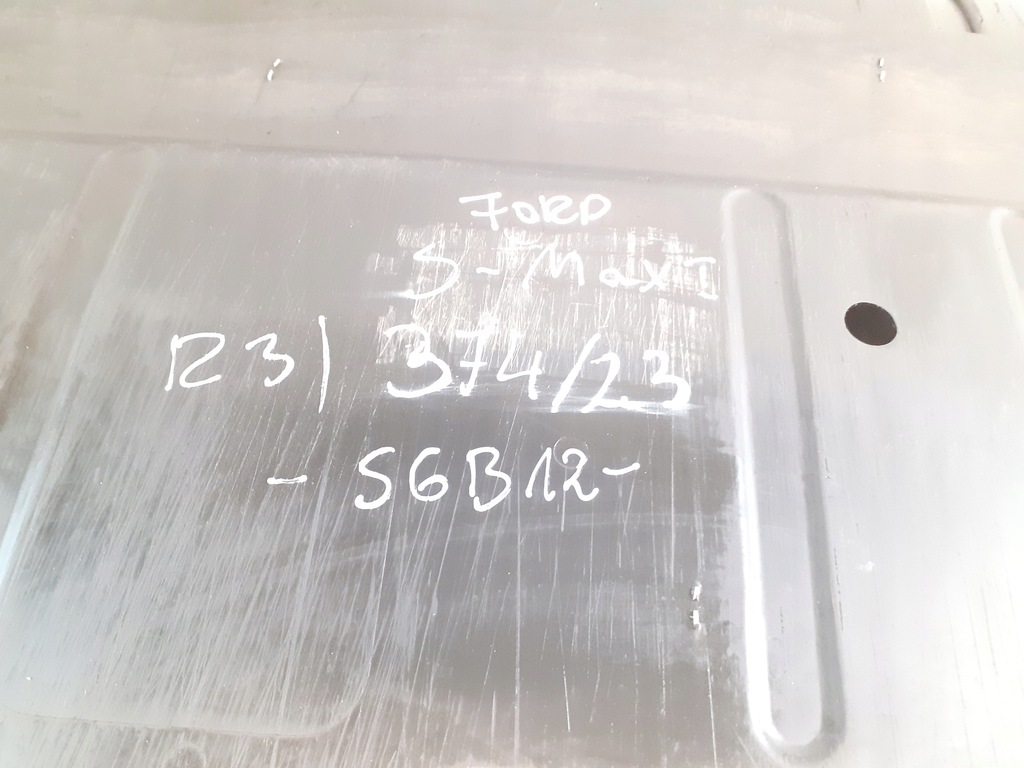 FORD
S-Max I
R3) 374/23
- SGB12-